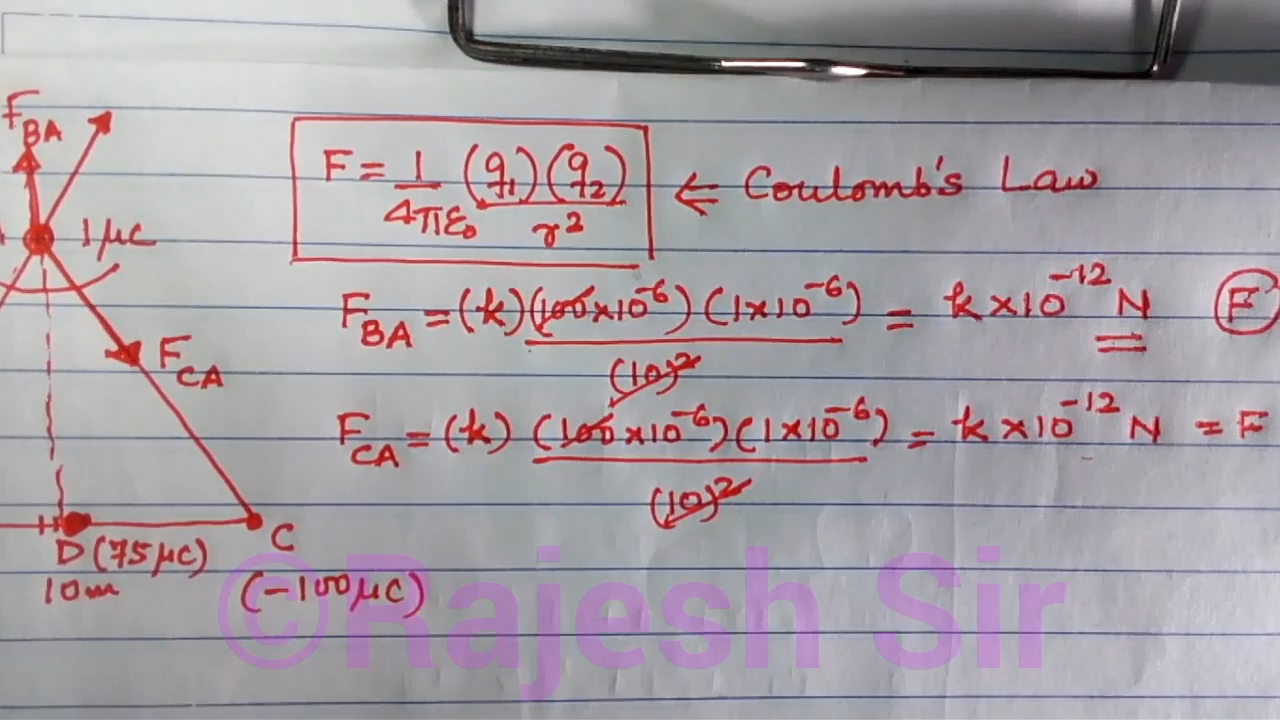 F_BA
F = 1/4πε₀ (q₁)(q₂)/r² ⇐ Coulomb's Law
1μc
F_BA = (k)(100×10⁻⁶)(1×10⁻⁶)/(10)² = k×10⁻¹² N F
F_CA
F_CA = (k) (100×10⁻⁶)(1×10⁻⁶)/(10)² = k×10⁻¹² N = F
D (75μc) C
10m (-100μc)
©Rajesh Sir